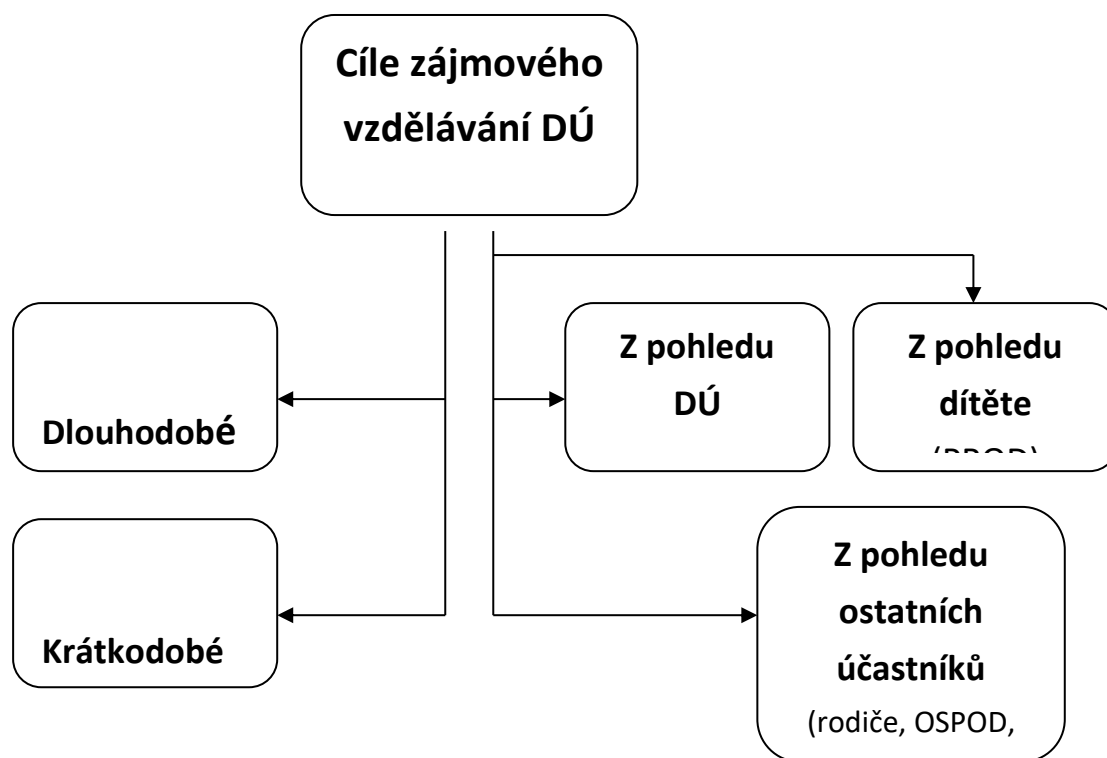 Cíle zájmového
vzdělávání DÚ
Z pohledu
DÚ
Z pohledu
dítěte
Dlouhodobé
Krátkodobé
Z pohledu
ostatních
účastníků
(rodiče, OSPOD,